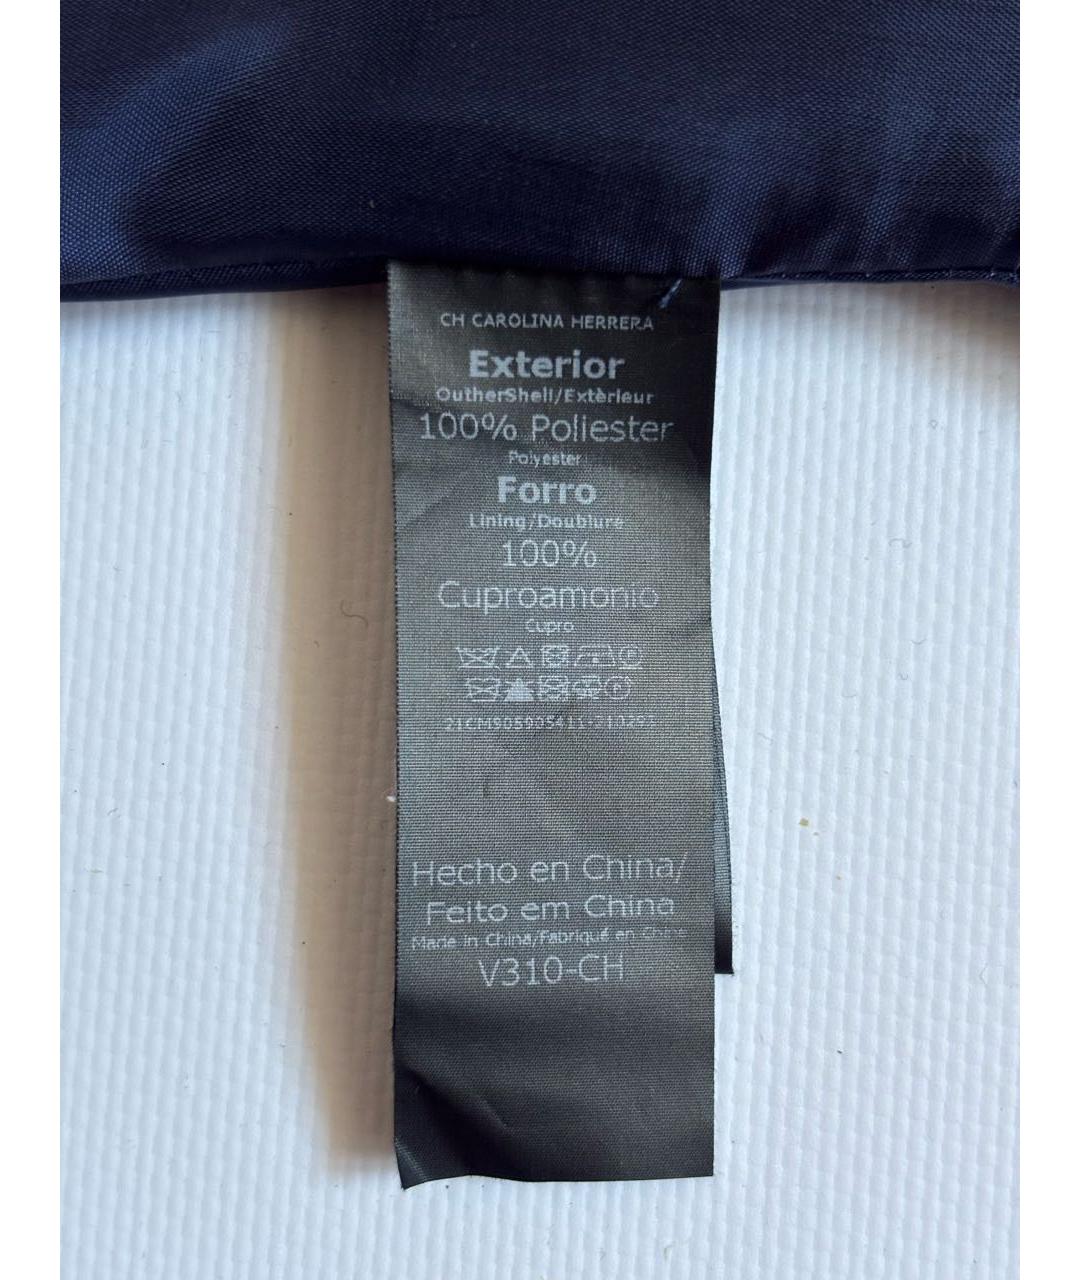 CH CAROLINA HERRERA
Exterior
OutherShell/Extèrieur
100% Poliester
Polyester
Forro
Lining/Doublure
100%
Cuproamonio
Cupro
Hecho en China/
Feito em China
Made in China/Fabriqué en Chine
V310-CH